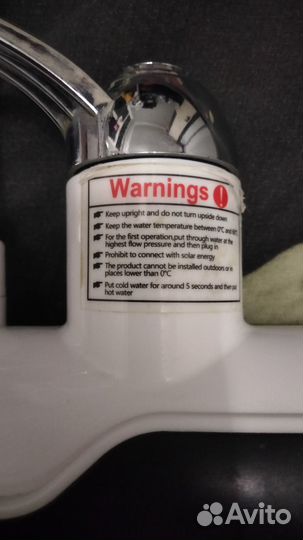 Warnings !
Keep upright and do not turn upside down
Keep the water temperature between 0°C and 60°C
For the first operation,put through water at the
highest flow pressure and then plug in
Prohibit to connect with solar energy
The product cannot be installed outdoors or in
places lower than 0°C
Put cold water for around 5 seconds and then put
hot water
Avito